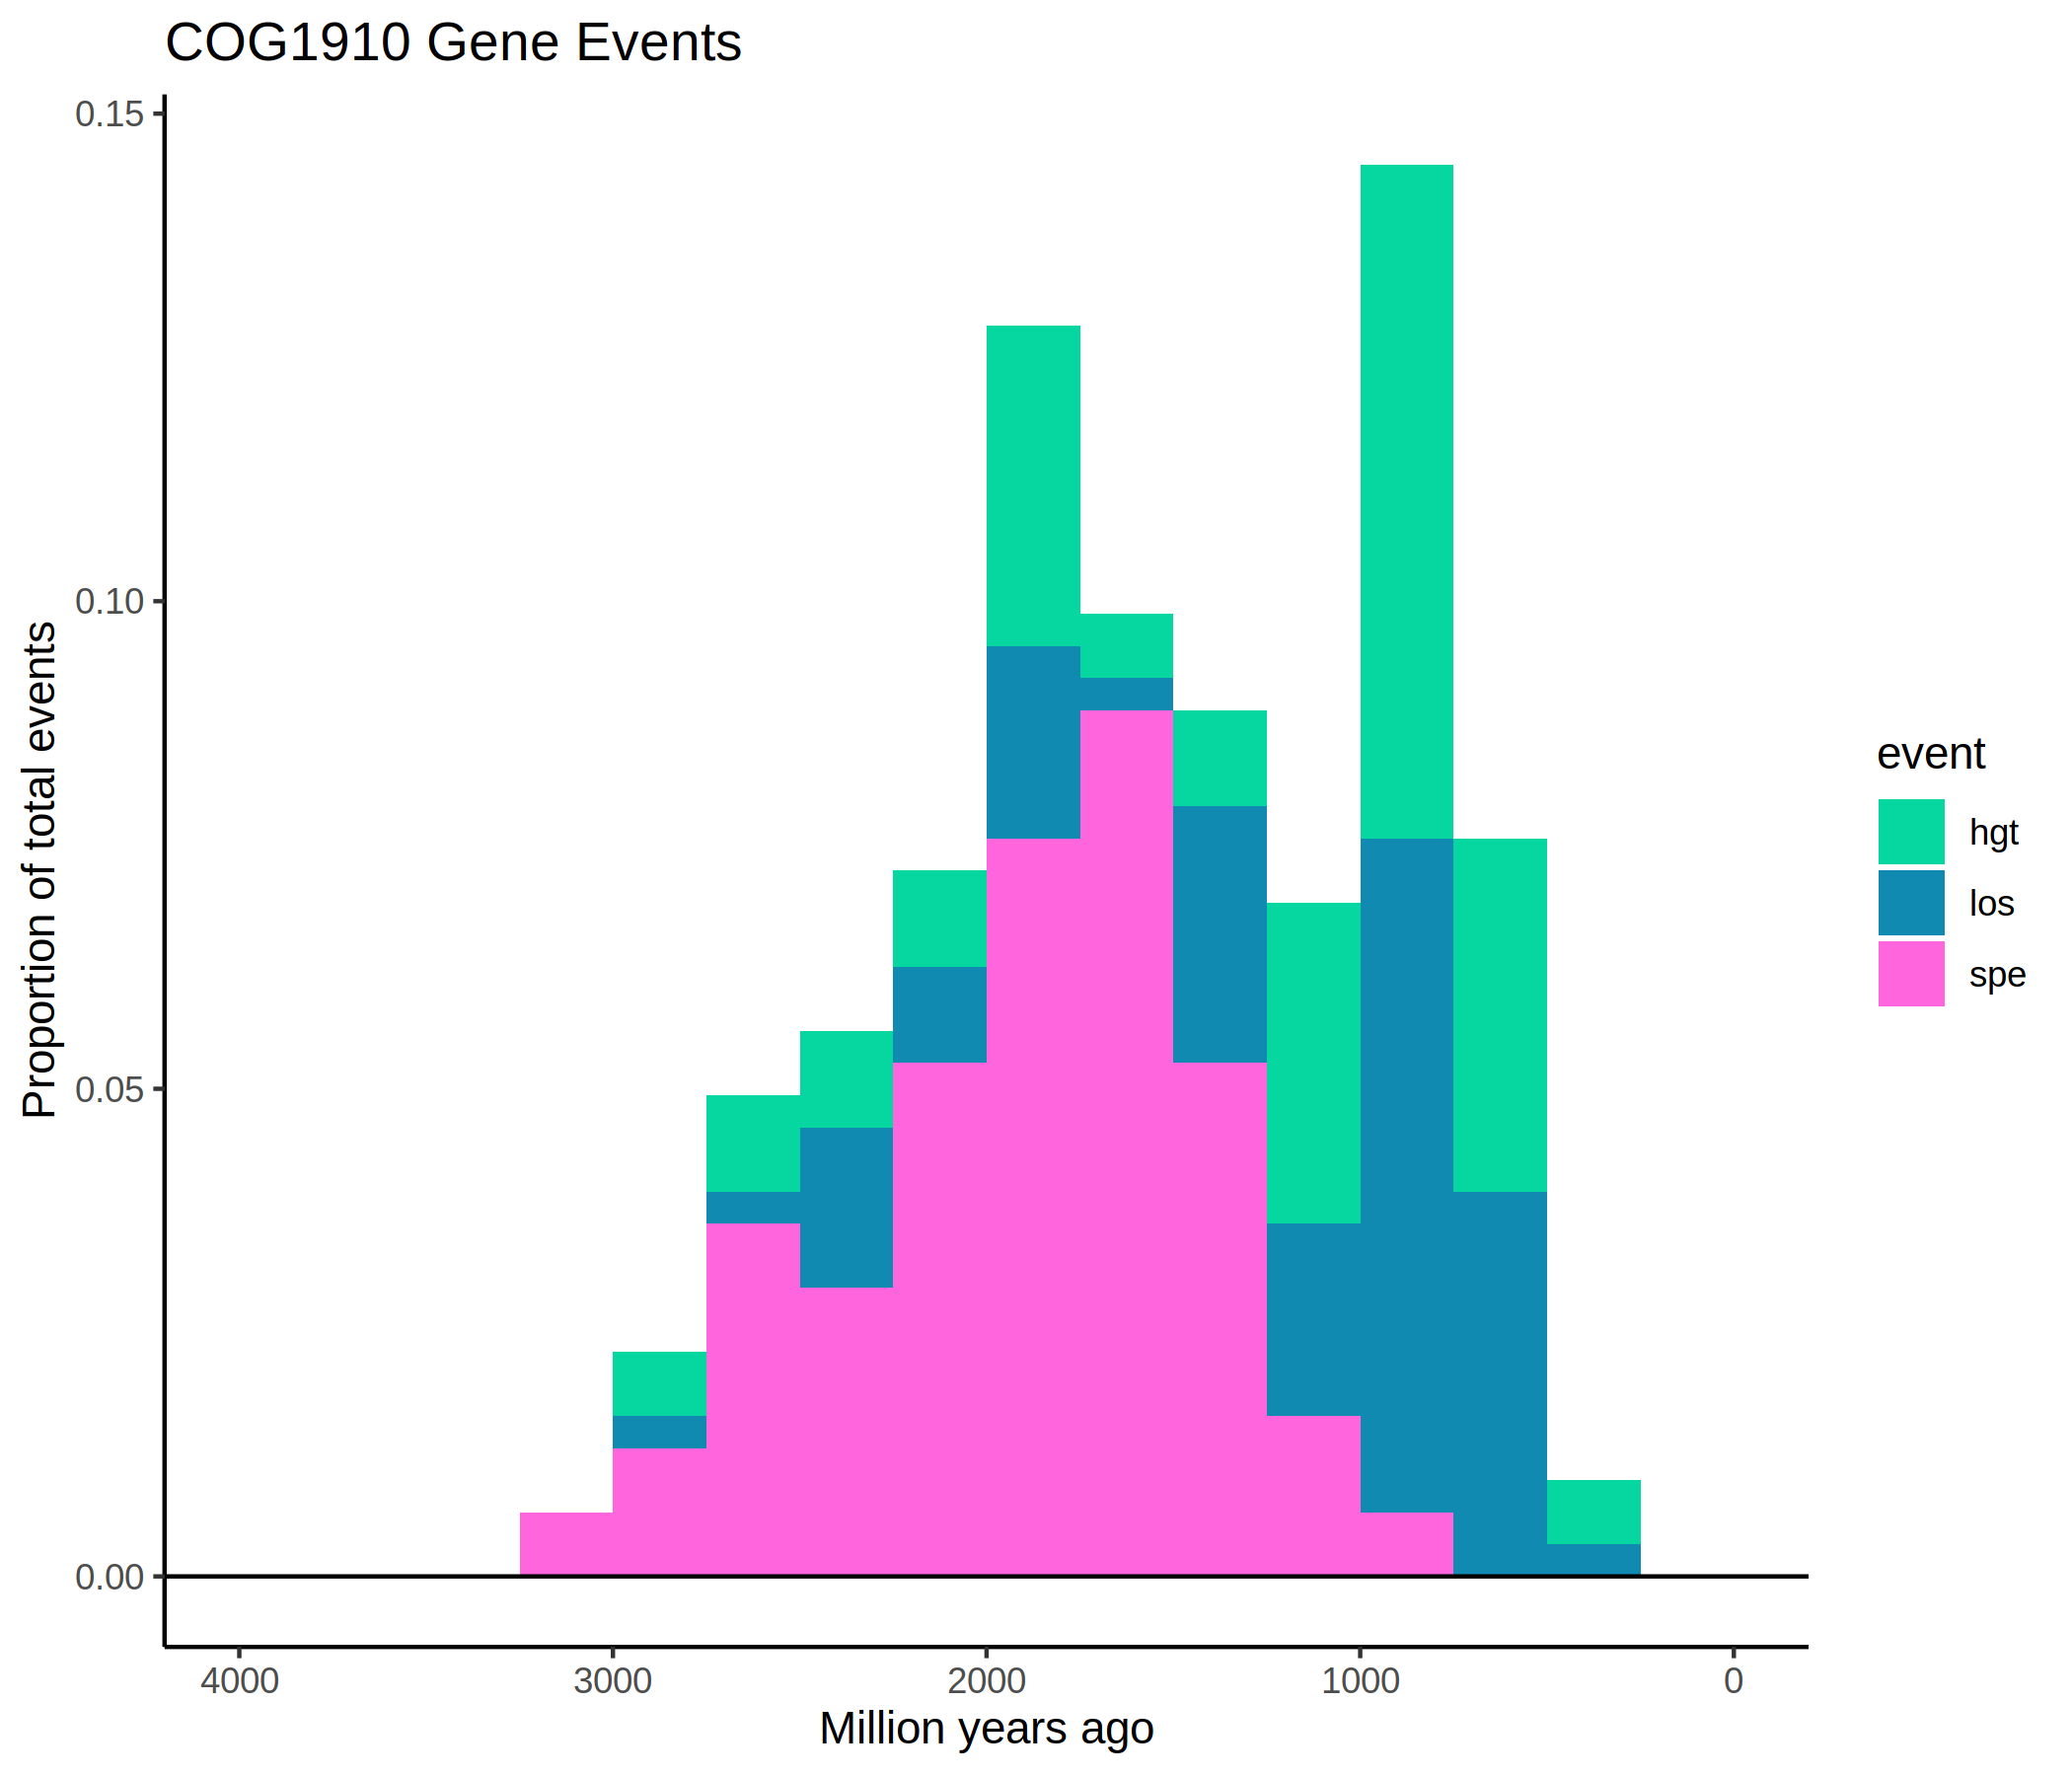 COG1910 Gene Events
0.15
0.10
0.05
0.00
Proportion of total events
4000 3000 2000 1000 0
Million years ago
event
hgt
los
spe